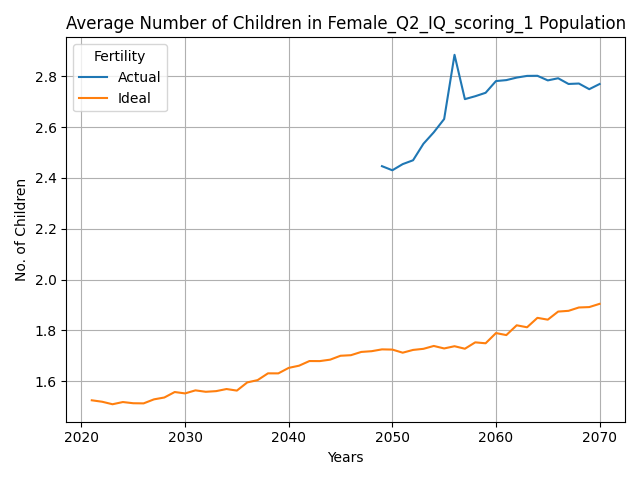 Average Number of Children in Female_Q2_IQ_scoring_1 Population
Fertility
Actual
Ideal
No. of Children
2.8
2.6
2.4
2.2
2.0
1.8
1.6
2020 2030 2040 2050 2060 2070
Years